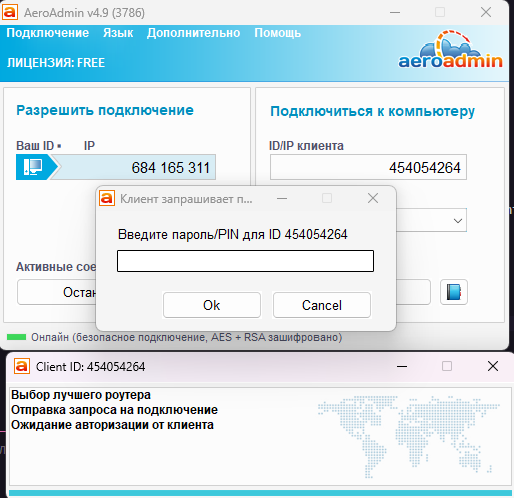 AeroAdmin v4.9 (3786)
Подключение Язык Дополнительно Помощь
ЛИЦЕНЗИЯ: FREE
aeroadmin
Разрешить подключение
Ваш ID IP
684 165 311
Подключиться к компьютеру
ID/IP клиента
454054264
Клиент запрашивает п...
Введите пароль/PIN для ID 454054264
Ok Cancel
Активные сое
Остан
Онлайн (безопасное подключение, AES + RSA зашифровано)
Client ID: 454054264
Выбор лучшего роутера
Отправка запроса на подключение
Ожидание авторизации от клиента